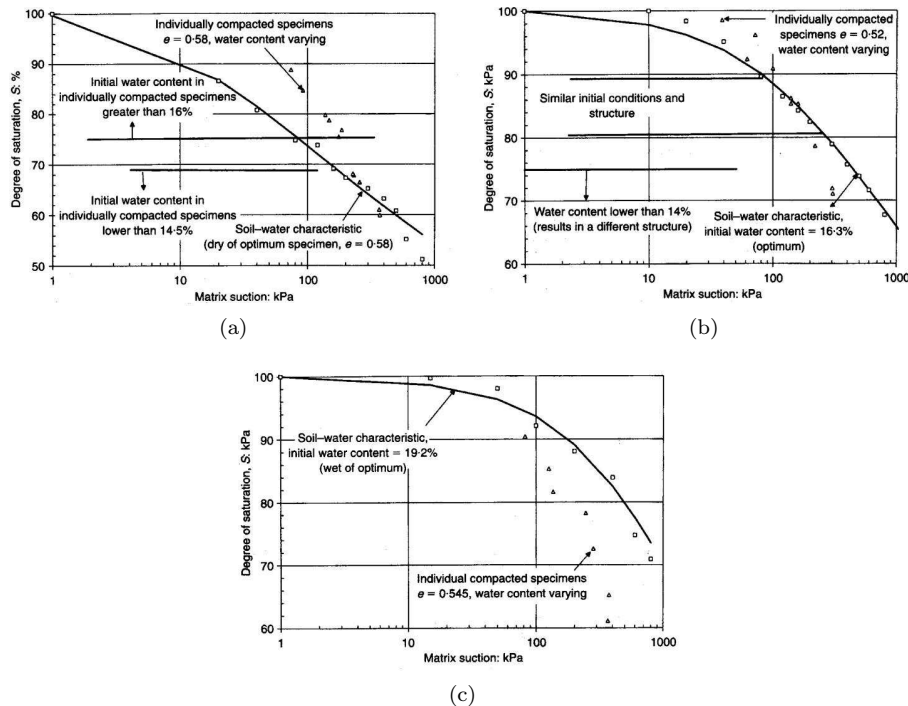 100
90
80
70
60
50
Degree of saturation, S: %
Individually compacted specimens
e = 0·58, water content varying
Initial water content in
individually compacted specimens
greater than 16%
Initial water content in
individually compacted specimens
lower than 14·5%
Soil–water characteristic
(dry of optimum specimen, e = 0·58)
1
10
100
1000
Matrix suction: kPa
(a)
100
90
80
70
60
Degree of saturation, S: kPa
Individually compacted
specimens e = 0·52,
water content varying
Similar initial conditions and
structure
Water content lower than 14%
(results in a different structure)
Soil–water characteristic,
initial water content = 16·3%
(optimum)
1
10
100
1000
Matrix suction: kPa
(b)
100
90
80
70
60
Degree of saturation, S: kPa
Soil–water characteristic,
initial water content = 19·2%
(wet of optimum)
Individual compacted specimens
e = 0·545, water content varying
1
10
100
1000
Matrix suction: kPa
(c)